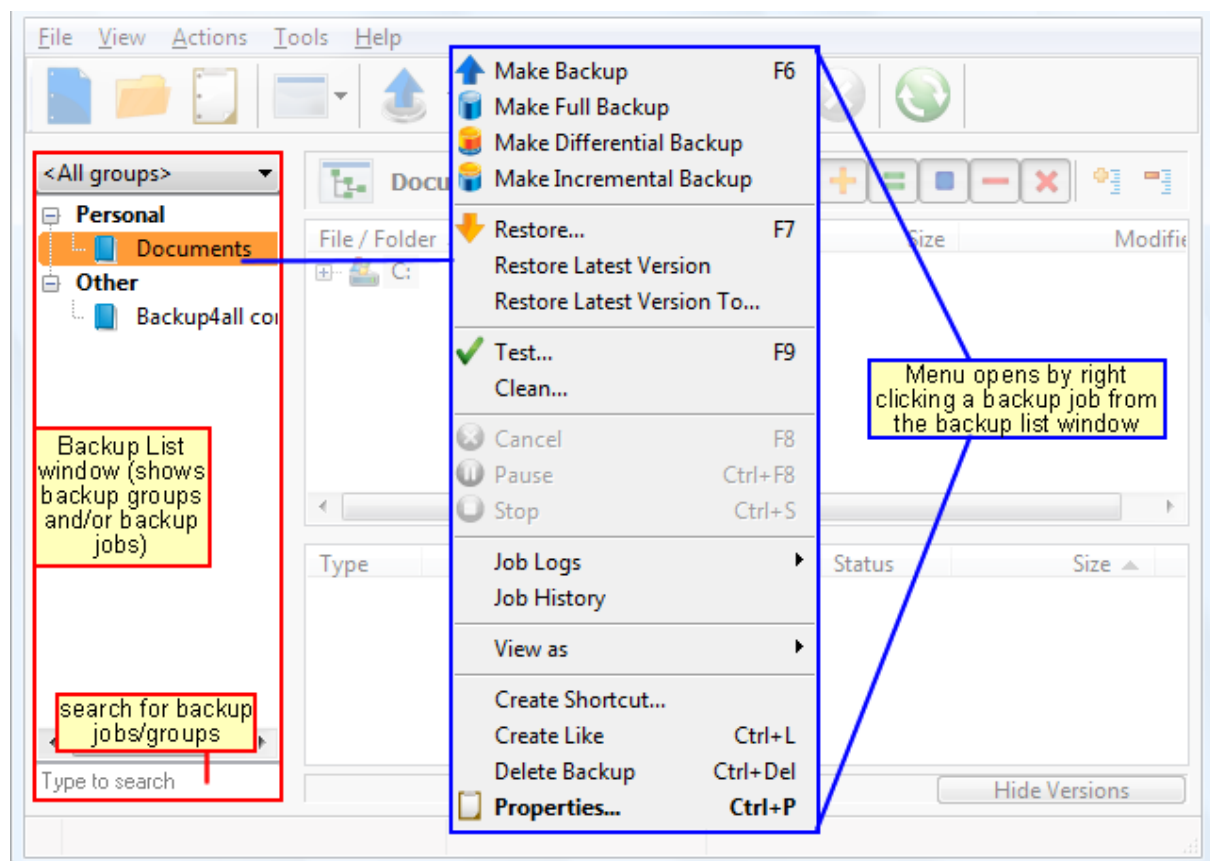 File View Actions Tools Help
<All groups>
Personal
Documents
Other
Backup4all
Backup List
window (shows
backup groups
and/or backup
jobs)
search for backup
jobs/groups
Type to search
Make Backup F6
Make Full Backup
Make Differential Backup
Make Incremental Backup
Restore... F7
Restore Latest Version
Restore Latest Version To...
Test... F9
Clean...
Cancel F8
Pause Ctrl+F8
Stop Ctrl+S
Job Logs
Job History
View as
Create Shortcut...
Create Like Ctrl+L
Delete Backup Ctrl+Del
Properties... Ctrl+P
Docu
File / Folder Size Modifie
C:
Menu opens by right
clicking a backup job from
the backup list window
Type Status Size
Hide Versions